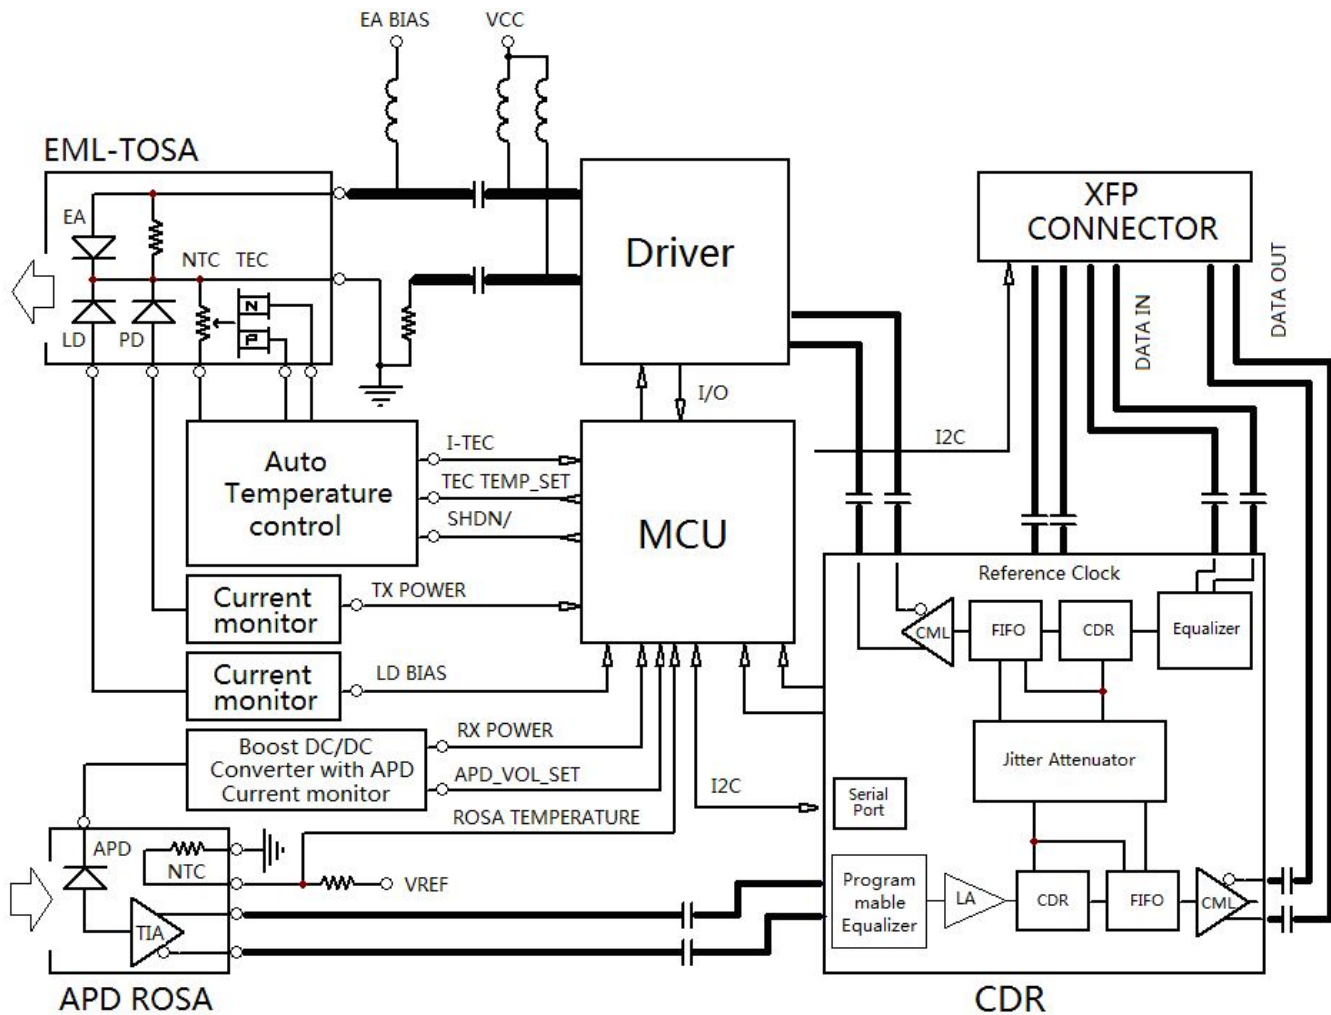 EA BIAS
VCC
EML-TOSA
EA
NTC
TEC
N
P
LD
PD
Driver
XFP
CONNECTOR
DATA IN
DATA OUT
I/O
I2C
Auto
Temperature
control
I-TEC
TEC TEMP_SET
SHDN/
MCU
Current
monitor
TX POWER
Current
monitor
LD BIAS
Boost DC/DC
Converter with APD
Current monitor
RX POWER
APD_VOL_SET
ROSA TEMPERATURE
I2C
Reference Clock
CML
FIFO
CDR
Equalizer
Jitter Attenuator
Serial
Port
Program
mable
Equalizer
LA
CDR
FIFO
CML
APD
NTC
VREF
TIA
APD ROSA
CDR